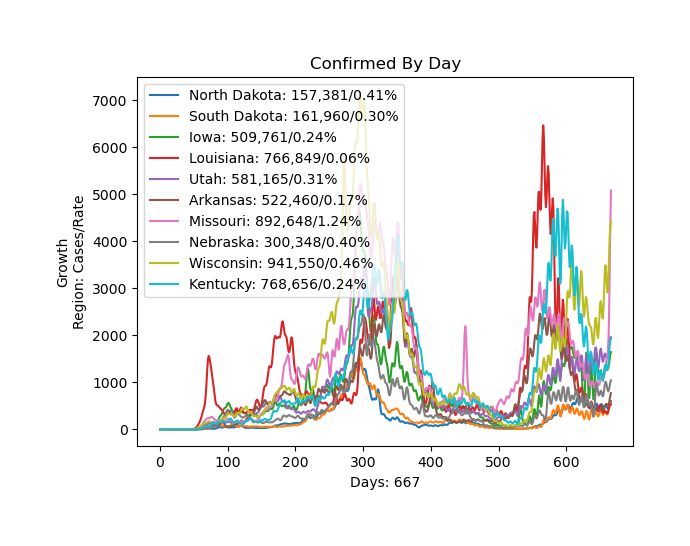 Confirmed By Day
North Dakota: 157,381/0.41%
South Dakota: 161,960/0.30%
Iowa: 509,761/0.24%
Louisiana: 766,849/0.06%
Utah: 581,165/0.31%
Arkansas: 522,460/0.17%
Missouri: 892,648/1.24%
Nebraska: 300,348/0.40%
Wisconsin: 941,550/0.46%
Kentucky: 768,656/0.24%
Growth
Region: Cases/Rate
7000
6000
5000
4000
3000
2000
1000
0
0 100 200 300 400 500 600
Days: 667